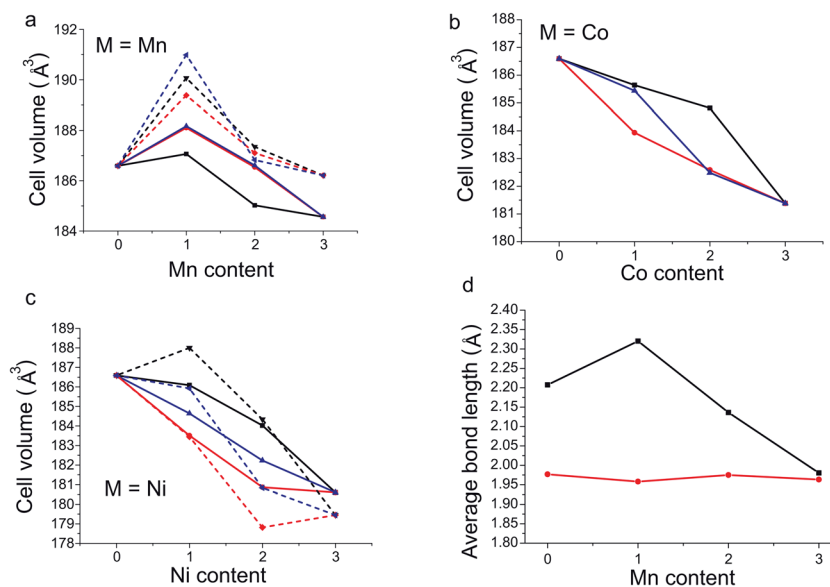 a
M = Mn
Cell volume ( Å3)
192
190
188
186
184
0 1 2 3
Mn content
b
M = Co
Cell volume ( Å3)
188
187
186
185
184
183
182
181
180
0 1 2 3
Co content
c
M = Ni
Cell volume ( Å3)
189
188
187
186
185
184
183
182
181
180
179
178
0 1 2 3
Ni content
d
Average bond length (Å)
2.40
2.35
2.30
2.25
2.20
2.15
2.10
2.05
2.00
1.95
1.90
1.85
1.80
0 1 2 3
Mn content